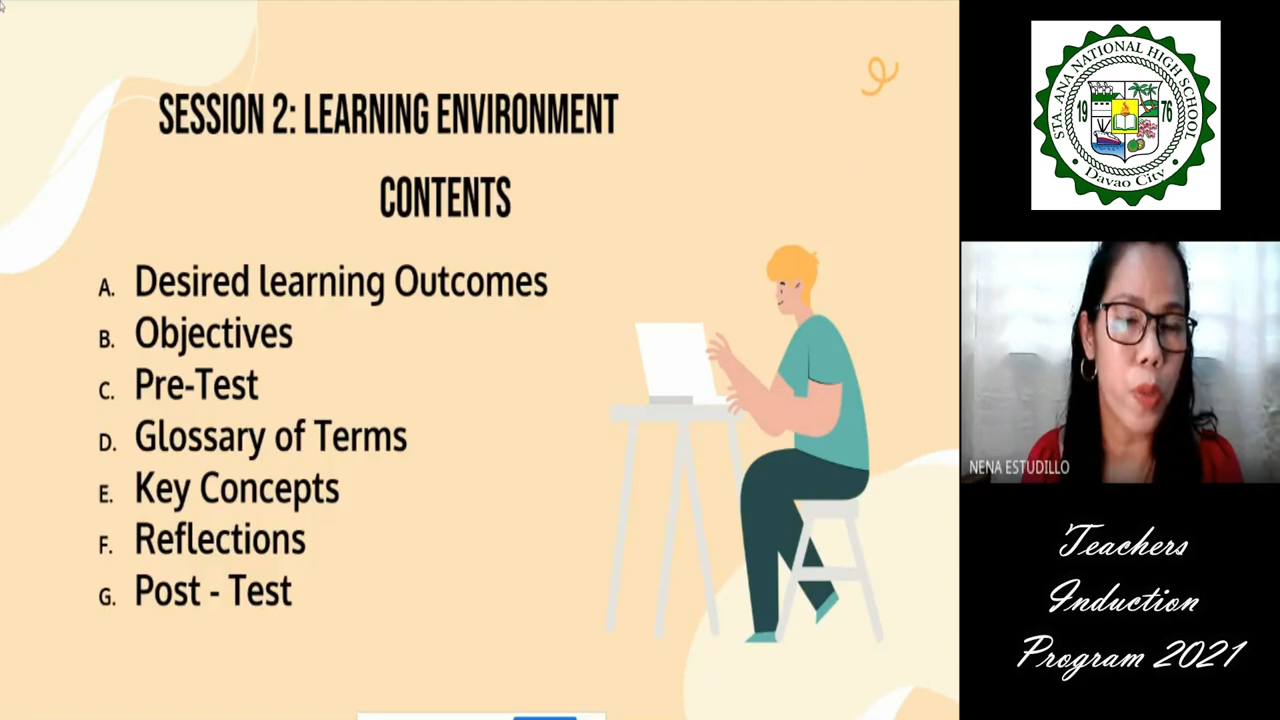 SESSION 2: LEARNING ENVIRONMENT
CONTENTS
A. Desired learning Outcomes
B. Objectives
C. Pre-Test
D. Glossary of Terms
E. Key Concepts
F. Reflections
G. Post - Test
STA. ANA NATIONAL HIGH SCHOOL
19 76
Davao City
NENA ESTUDILLO
Teachers
Induction
Program 2021